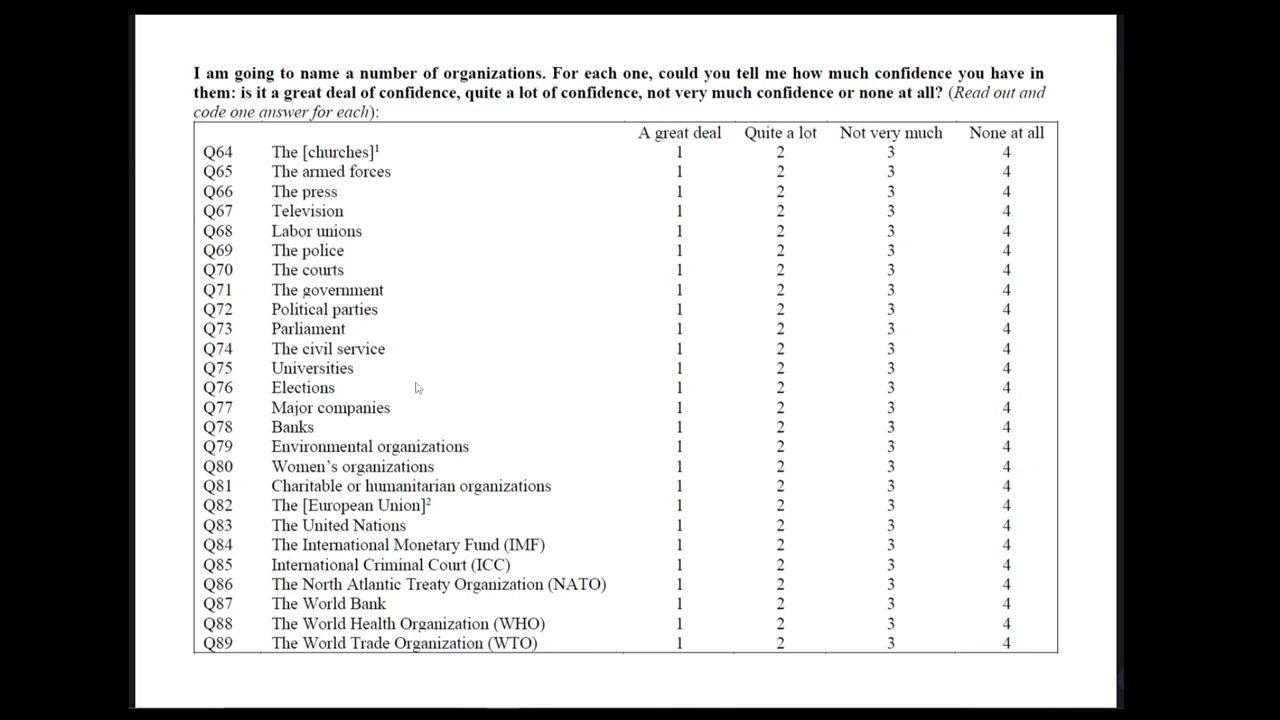 I am going to name a number of organizations. For each one, could you tell me how much confidence you have in
them: is it a great deal of confidence, quite a lot of confidence, not very much confidence or none at all? (Read out and
code one answer for each):
A great deal Quite a lot Not very much None at all
Q64 The [churches]¹ 1 2 3 4
Q65 The armed forces 1 2 3 4
Q66 The press 1 2 3 4
Q67 Television 1 2 3 4
Q68 Labor unions 1 2 3 4
Q69 The police 1 2 3 4
Q70 The courts 1 2 3 4
Q71 The government 1 2 3 4
Q72 Political parties 1 2 3 4
Q73 Parliament 1 2 3 4
Q74 The civil service 1 2 3 4
Q75 Universities 1 2 3 4
Q76 Elections 1 2 3 4
Q77 Major companies 1 2 3 4
Q78 Banks 1 2 3 4
Q79 Environmental organizations 1 2 3 4
Q80 Women’s organizations 1 2 3 4
Q81 Charitable or humanitarian organizations 1 2 3 4
Q82 The [European Union]² 1 2 3 4
Q83 The United Nations 1 2 3 4
Q84 The International Monetary Fund (IMF) 1 2 3 4
Q85 International Criminal Court (ICC) 1 2 3 4
Q86 The North Atlantic Treaty Organization (NATO) 1 2 3 4
Q87 The World Bank 1 2 3 4
Q88 The World Health Organization (WHO) 1 2 3 4
Q89 The World Trade Organization (WTO) 1 2 3 4